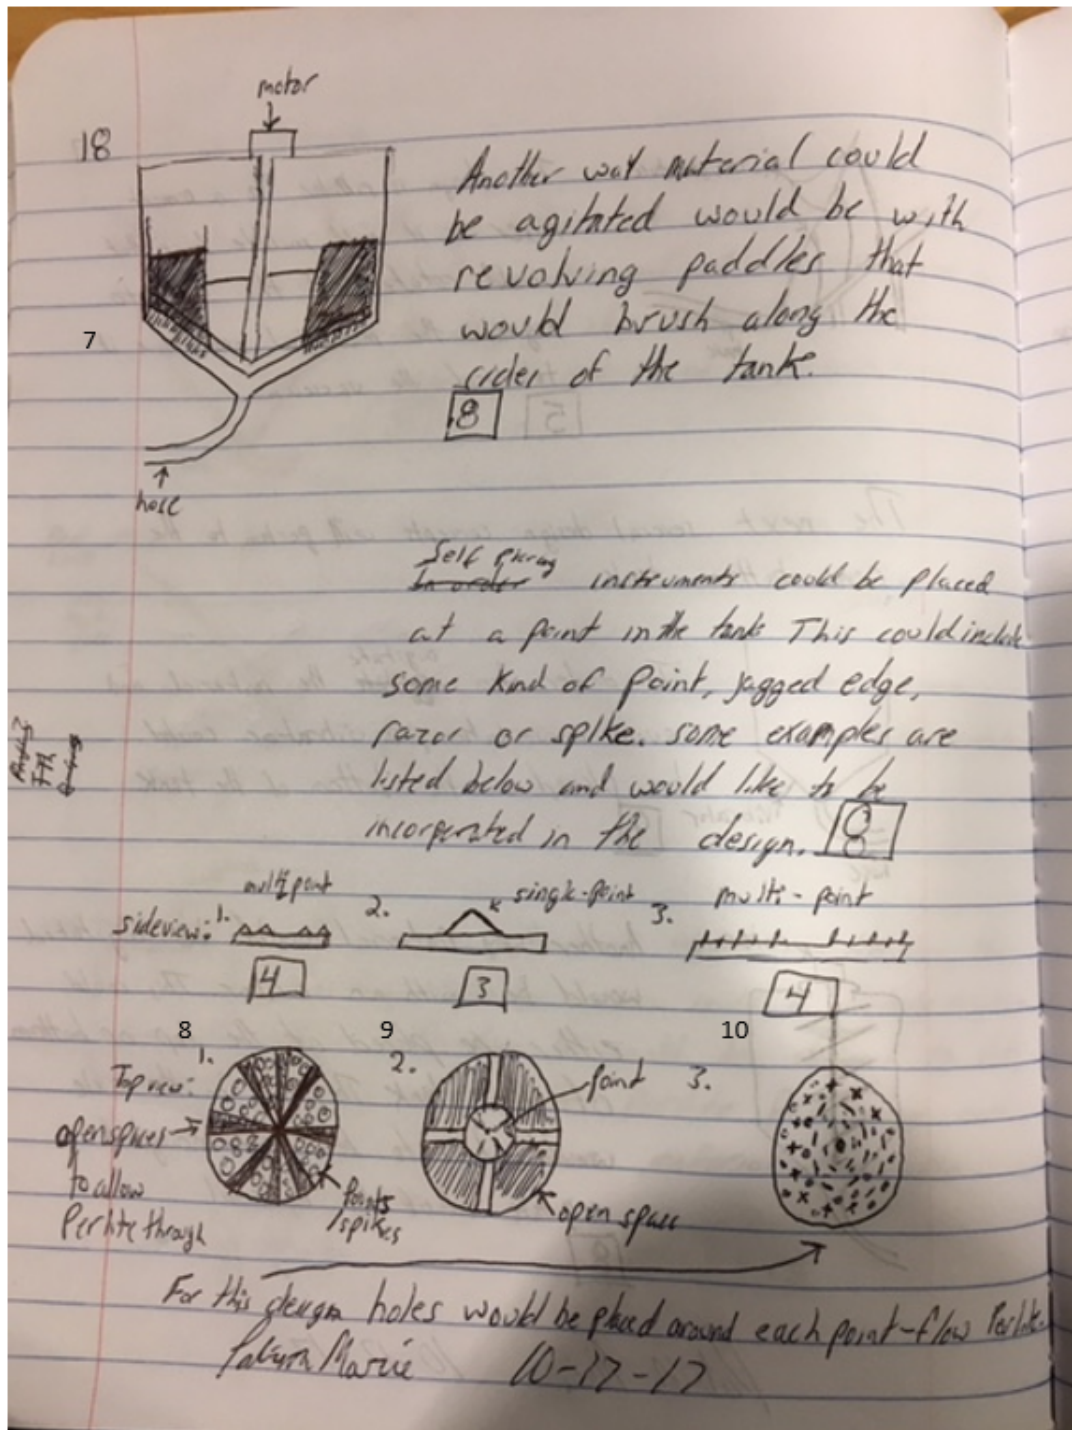 motor
18
Another way material could
be agitated would be with
revolving paddles that
would brush along the
sides of the tank.
7
8
hose
Self
In order instruments could be placed
at a point in the tank This could include
some kind of point, jagged edge,
razor or spike. some examples are
listed below and would like to be
incorperated in the design. 8
multi point
single-point
multi-point
sideview: 1.
2.
3.
4
3
4
8
9
10
1.
2.
3.
Top view:
point
open spaces
to allow
Perlite through
Points
/spikes
open space
For this design holes would be placed around each point-flow Perlite.
10-17-17